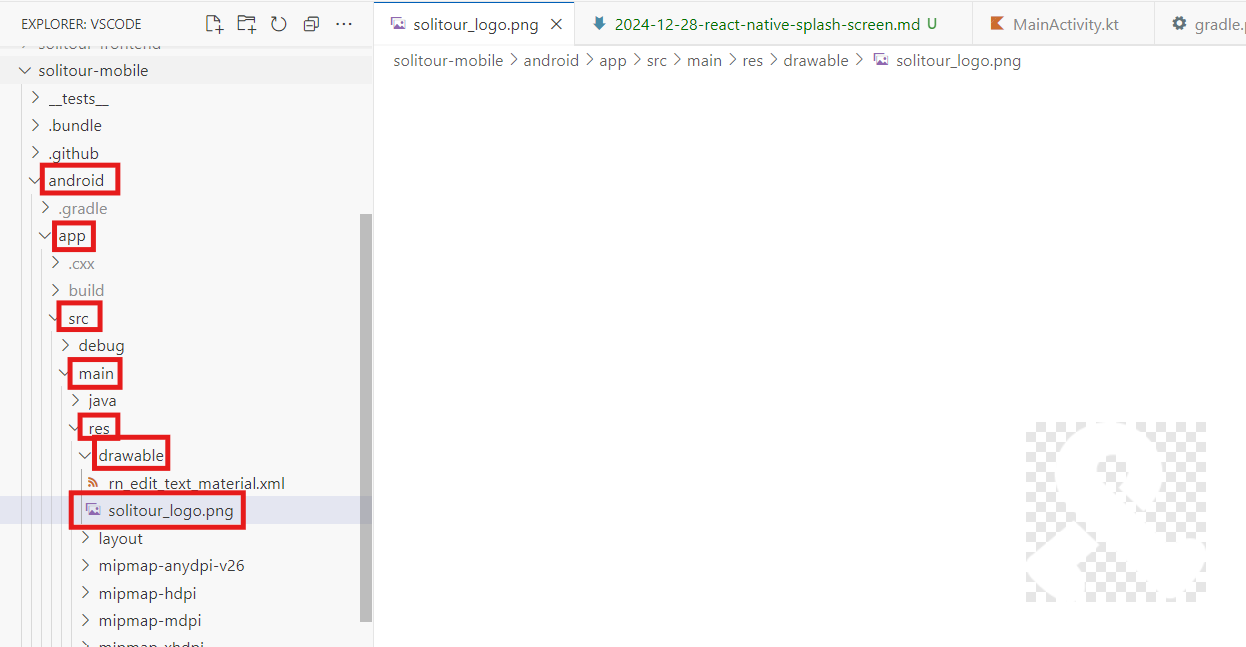 EXPLORER: VSCODE
solitour-frontend
solitour-mobile
__tests__
.bundle
.github
android
.gradle
app
.cxx
build
src
debug
main
java
res
drawable
rn_edit_text_material.xml
solitour_logo.png
layout
mipmap-anydpi-v26
mipmap-hdpi
mipmap-mdpi
mipmap-xhdpi
solitour_logo.png
2024-12-28-react-native-splash-screen.md U
MainActivity.kt
gradle.p
solitour-mobile > android > app > src > main > res > drawable > solitour_logo.png